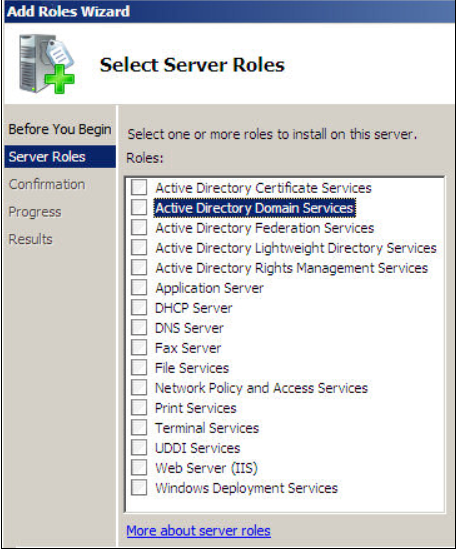 Add Roles Wizard
Select Server Roles
Before You Begin
Server Roles
Confirmation
Progress
Results
Select one or more roles to install on this server.
Roles:
Active Directory Certificate Services
Active Directory Domain Services
Active Directory Federation Services
Active Directory Lightweight Directory Services
Active Directory Rights Management Services
Application Server
DHCP Server
DNS Server
Fax Server
File Services
Network Policy and Access Services
Print Services
Terminal Services
UDDI Services
Web Server (IIS)
Windows Deployment Services
More about server roles